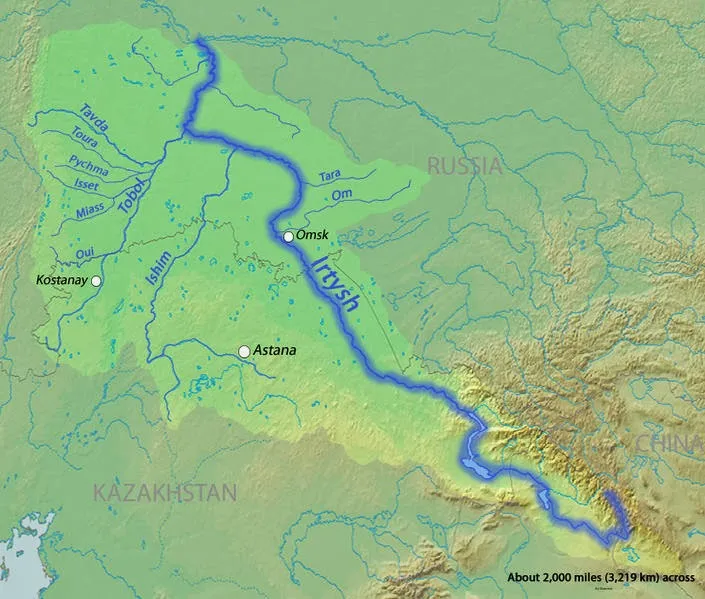 Tavda
Toura
Pychma
Isset
Miass
Tobol
Oui
Kostanay
Ishim
Astana
RUSSIA
Tara
Om
Omsk
Irtysh
CHINA
KAZAKHSTAN
About 2,000 miles (3,219 km) across